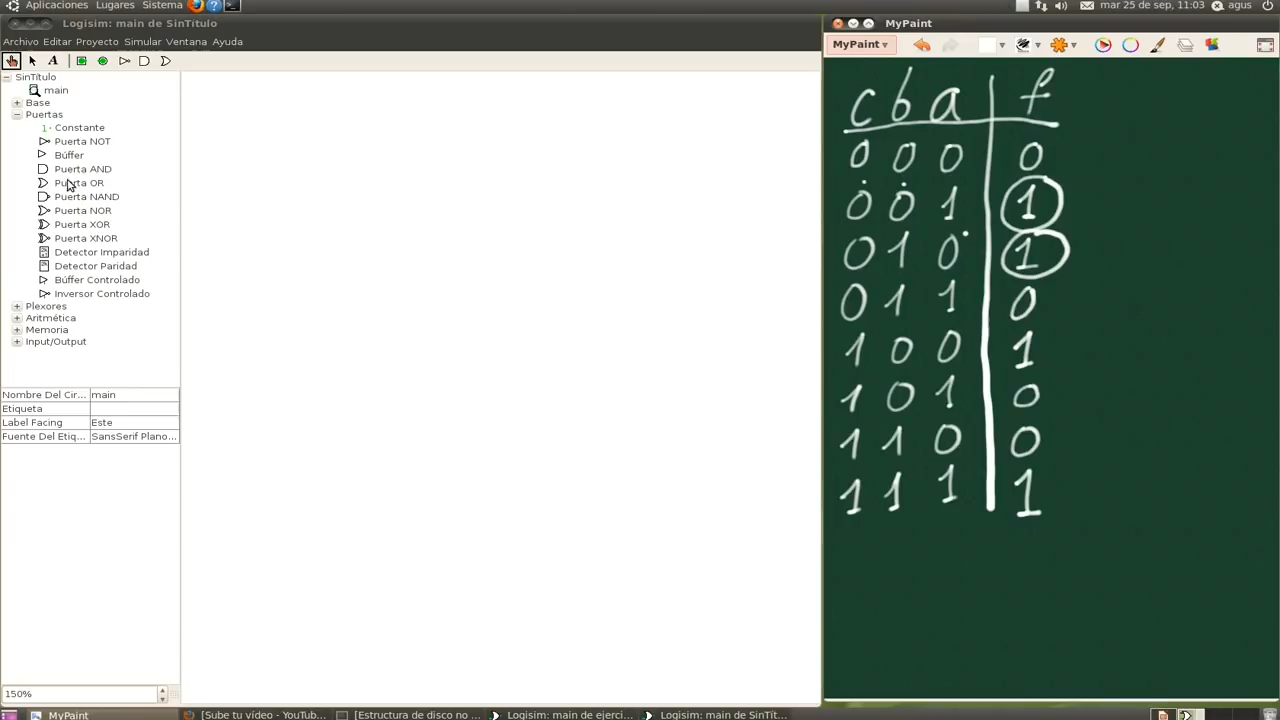 Aplicaciones Lugares Sistema mar 25 de sep, 11:03 agus
Logisim: main de SinTítulo
Archivo Editar Proyecto Simular Ventana Ayuda
A
SinTítulo
main
Base
Puertas
1 Constante
Puerta NOT
Búffer
Puerta AND
Puerta OR
Puerta NAND
Puerta NOR
Puerta XOR
Puerta XNOR
Detector Imparidad
Detector Paridad
Búffer Controlado
Inversor Controlado
Plexores
Aritmética
Memoria
Input/Output
Nombre Del Cir... main
Etiqueta
Label Facing Este
Fuente Del Etiq... SansSerif Plano...
150%
MyPaint
MyPaint
c b a f
0 0 0 0
0 0 1 1
0 1 0 1
0 1 1 0
1 0 0 1
1 0 1 0
1 1 0 0
1 1 1 1
MyPaint [Sube tu vídeo - YouTub... [Estructura de disco no ... Logisim: main de ejerci... Logisim: main de SinTít...